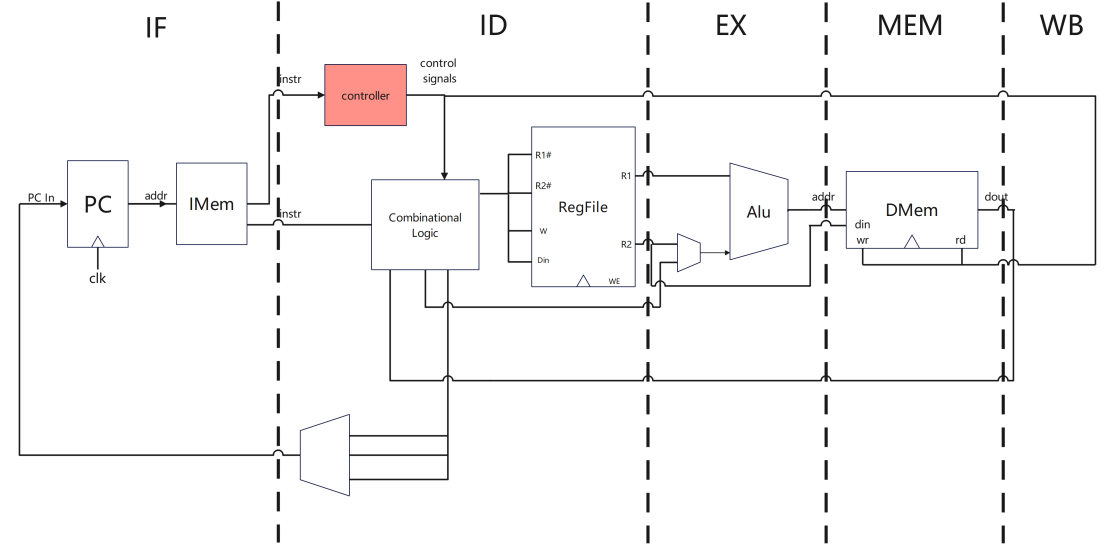 IF
ID
EX
MEM
WB
instr
controller
control
signals
PC In
PC
addr
IMem
clk
instr
Combinational
Logic
R1#
R2#
W
Din
RegFile
R1
R2
WE
Alu
addr
din
DMem
wr
rd
dout